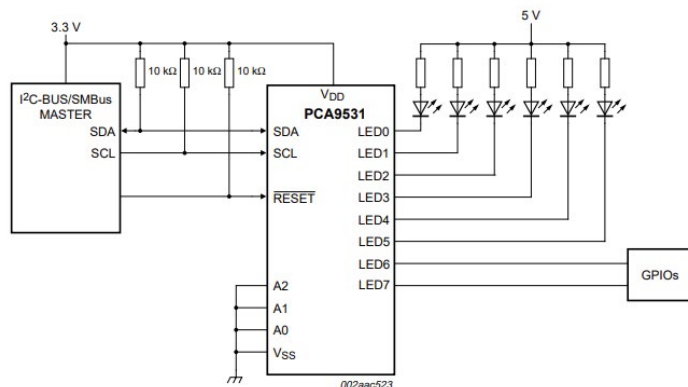 3.3 V
5 V
10 kΩ
10 kΩ
10 kΩ
I²C-BUS/SMBus
MASTER
SDA
SCL
VDD
PCA9531
SDA
SCL
RESET
A2
A1
A0
VSS
LED0
LED1
LED2
LED3
LED4
LED5
LED6
LED7
GPIOs
002aac523